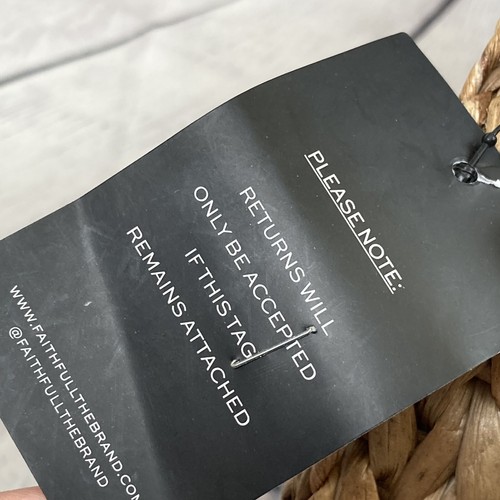 PLEASE NOTE:
RETURNS WILL
ONLY BE ACCEPTED
IF THIS TAG
REMAINS ATTACHED
WWW.FAITHFULLTHEBRAND.COM
@FAITHFULLTHEBRAND